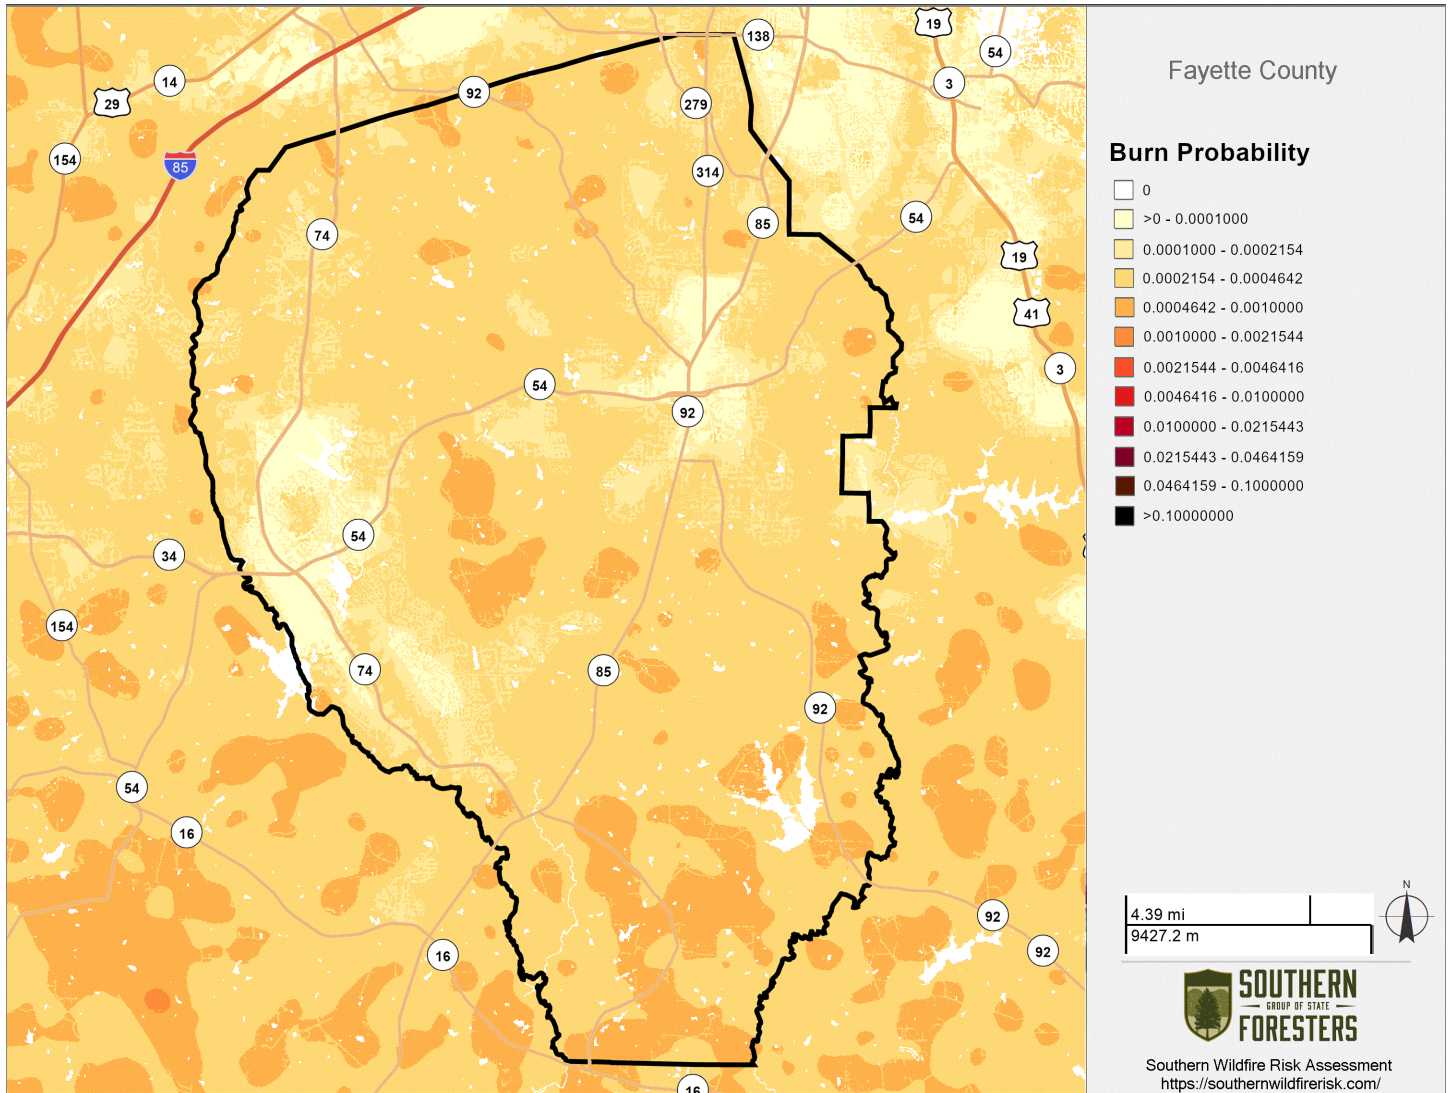 Fayette County
Burn Probability
0
>0 - 0.0001000
0.0001000 - 0.0002154
0.0002154 - 0.0004642
0.0004642 - 0.0010000
0.0010000 - 0.0021544
0.0021544 - 0.0046416
0.0046416 - 0.0100000
0.0100000 - 0.0215443
0.0215443 - 0.0464159
0.0464159 - 0.1000000
>0.10000000
138
19
54
14
92
3
29
279
154
85
314
54
85
74
19
41
3
54
92
54
34
154
74
85
92
54
16
92
92
16
16
N
4.39 mi
9427.2 m
SOUTHERN
GROUP OF STATE
FORESTERS
Southern Wildfire Risk Assessment
https://southernwildfirerisk.com/